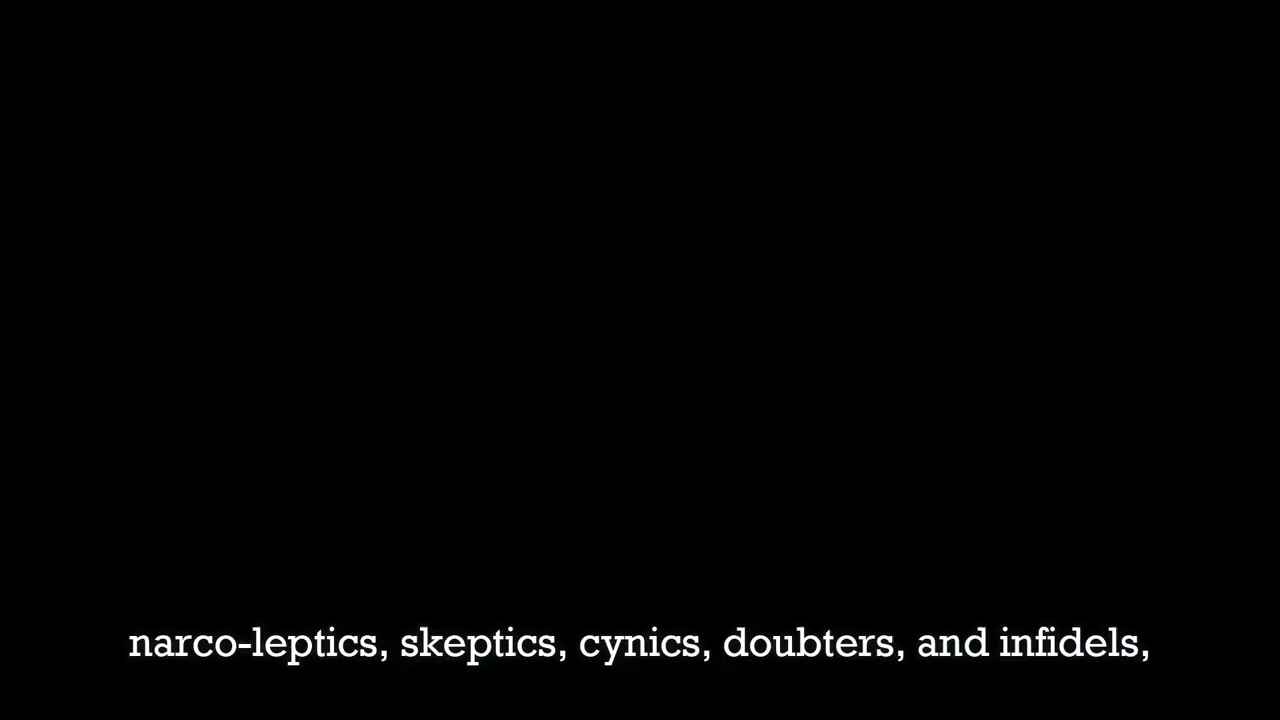 narco-leptics, skeptics, cynics, doubters, and infidels,